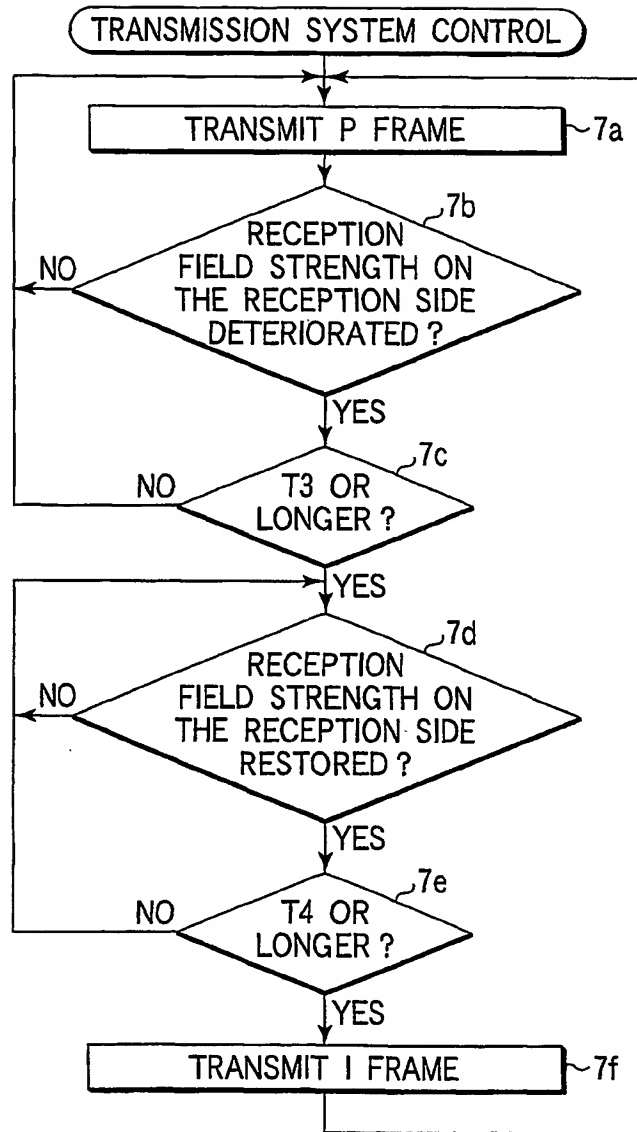 TRANSMISSION SYSTEM CONTROL
TRANSMIT P FRAME
7a
7b
RECEPTION
FIELD STRENGTH ON
THE RECEPTION SIDE
DETERIORATED ?
NO
YES
7c
T3 OR
LONGER ?
NO
YES
7d
RECEPTION
FIELD STRENGTH ON
THE RECEPTION SIDE
RESTORED ?
NO
YES
7e
T4 OR
LONGER ?
NO
YES
TRANSMIT I FRAME
7f